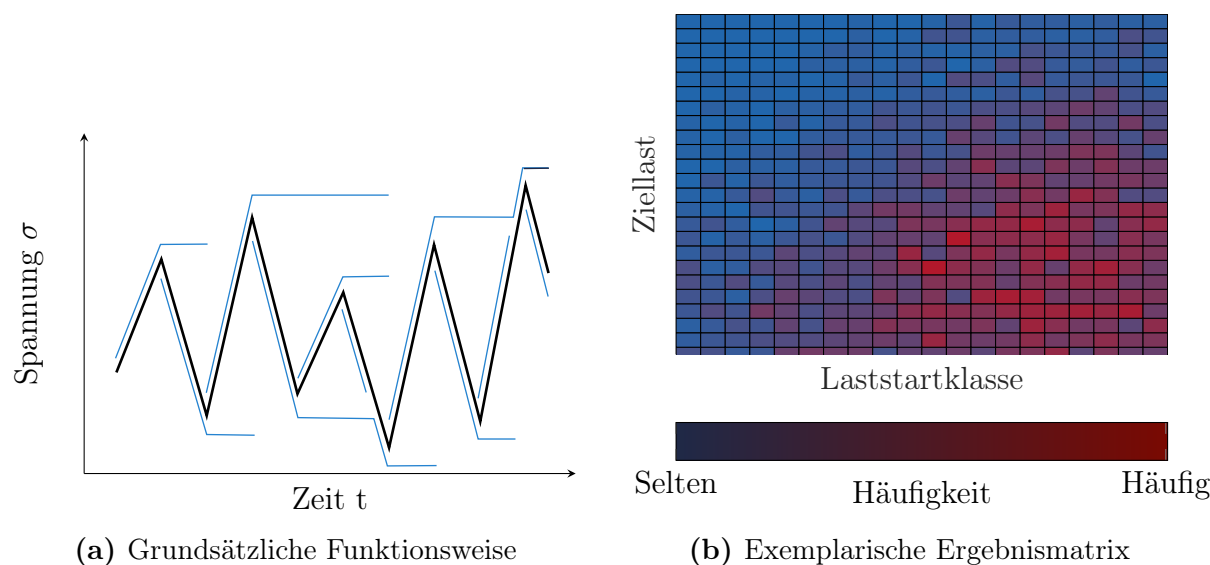 Spannung σ
Zeit t
(a) Grundsätzliche Funktionsweise
Ziellast
Laststartklasse
Selten
Häufigkeit
Häufig
(b) Exemplarische Ergebnismatrix